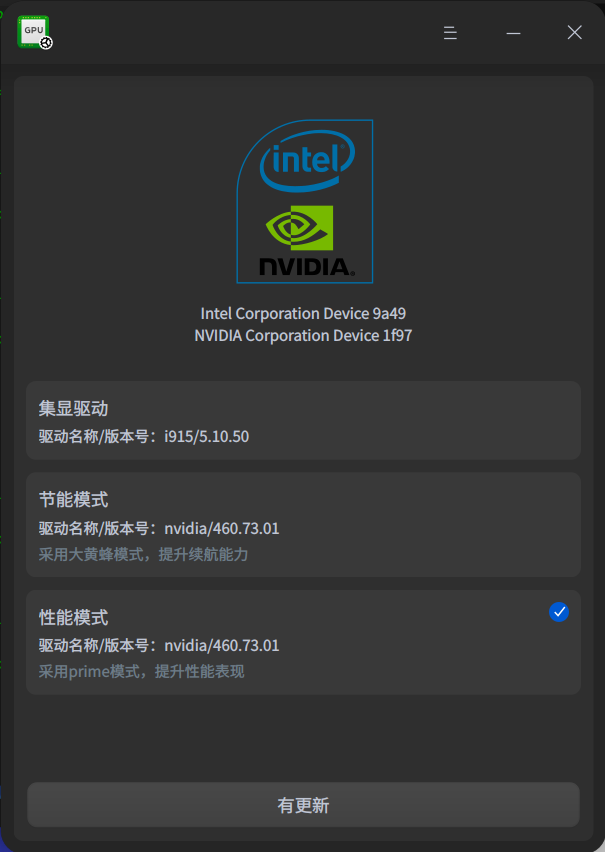 GPU
intel
NVIDIA
Intel Corporation Device 9a49
NVIDIA Corporation Device 1f97
集显驱动
驱动名称/版本号：i915/5.10.50
节能模式
驱动名称/版本号：nvidia/460.73.01
采用大黄蜂模式，提升续航能力
性能模式
驱动名称/版本号：nvidia/460.73.01
采用prime模式，提升性能表现
有更新